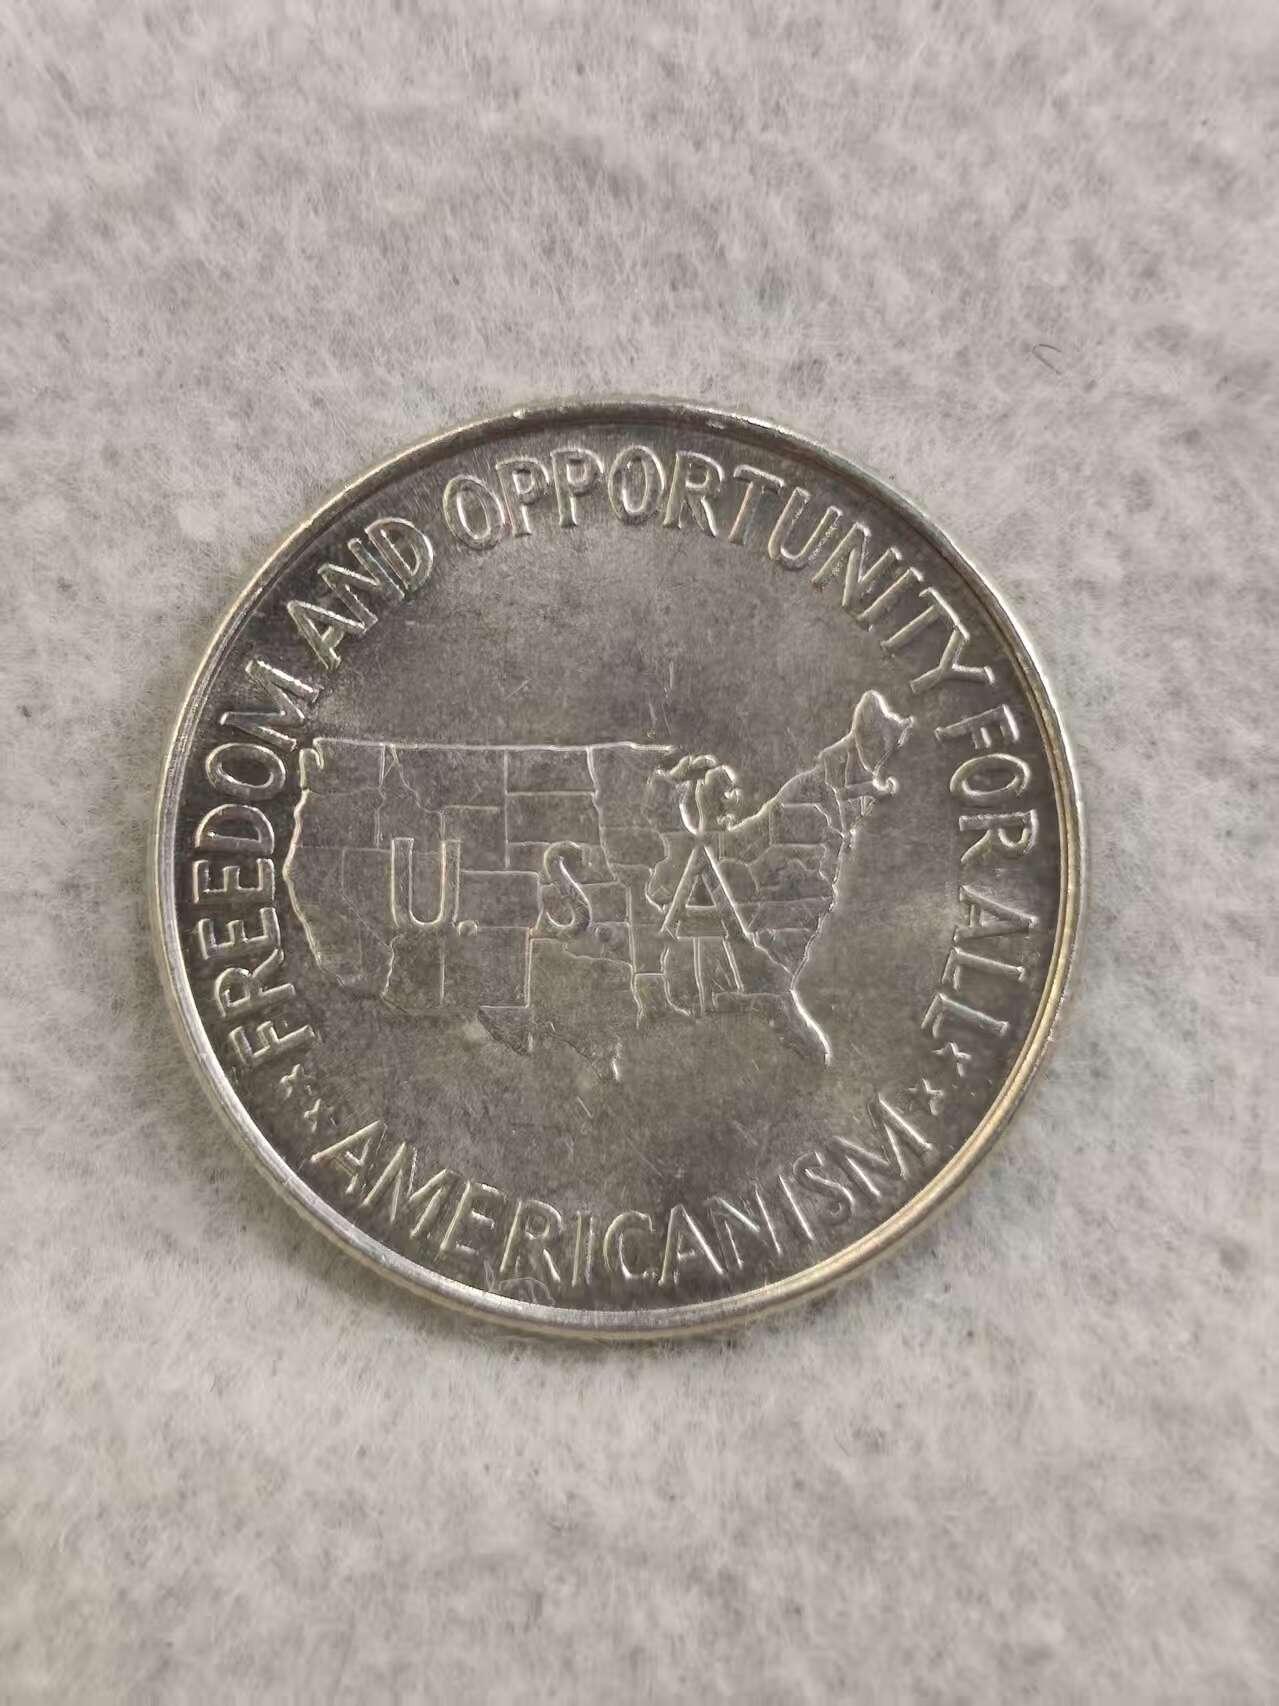 FREEDOM AND OPPORTUNITY FOR ALL
U.S.A
AMERICANISM